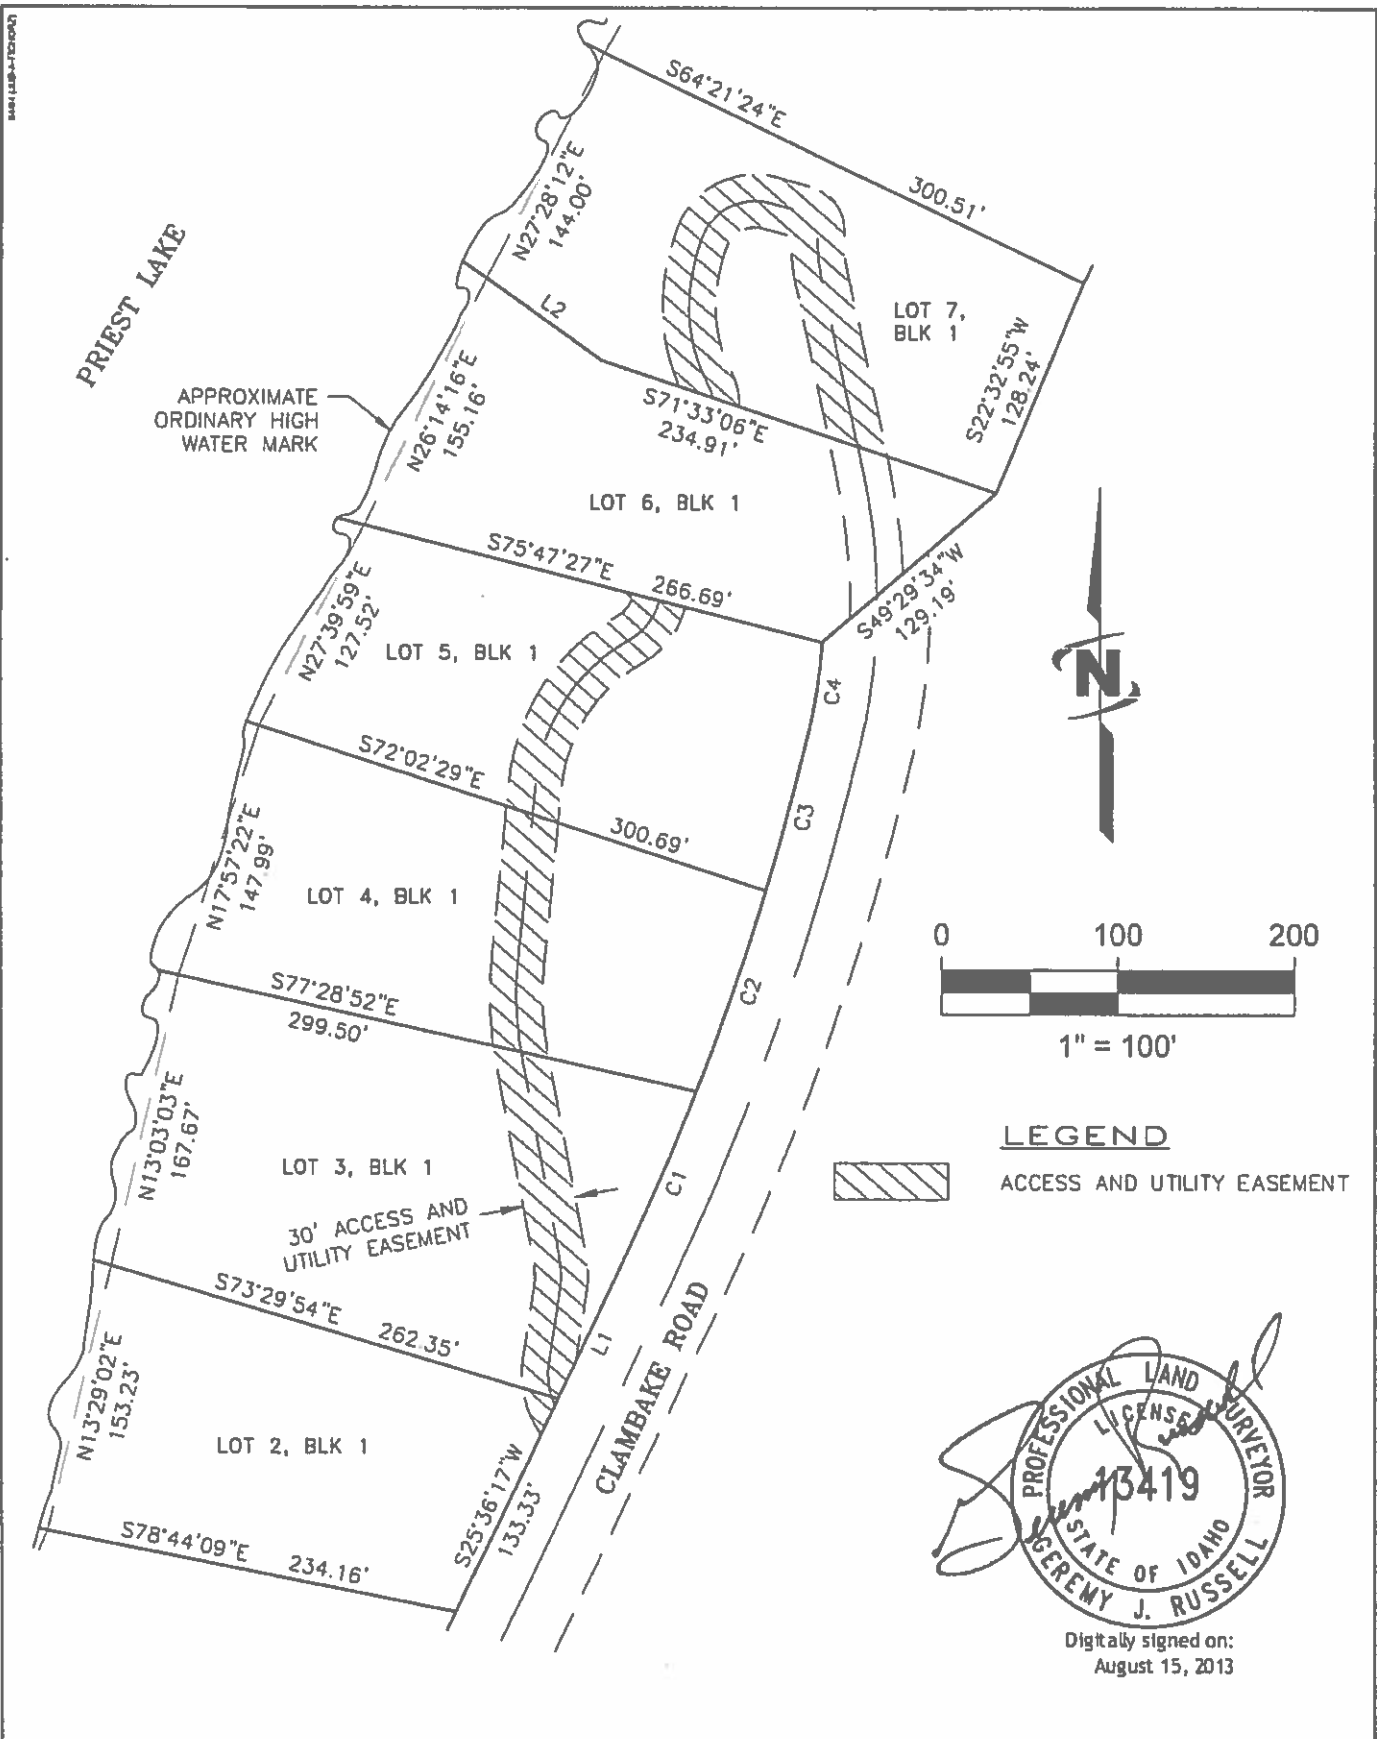 S64°21'24"E
300.51'
N27°28'12"E
144.00'
PRIEST LAKE
L2
LOT 7,
BLK 1
S22°32'55"W
128.24'
APPROXIMATE
ORDINARY HIGH
WATER MARK
N26°14'16"E
155.16'
S71°33'06"E
234.91'
LOT 6, BLK 1
S75°47'27"E
266.69'
S49°29'34"W
129.19'
N27°39'59"E
127.52'
LOT 5, BLK 1
C4
N
S72°02'29"E
300.69'
C3
N17°57'22"E
147.99'
LOT 4, BLK 1
0 100 200
1" = 100'
C2
S77°28'52"E
299.50'
LEGEND
ACCESS AND UTILITY EASEMENT
N13°03'03"E
167.67'
LOT 3, BLK 1
C1
30' ACCESS AND
UTILITY EASEMENT
S73°29'54"E
262.35'
L1
CLAMBAKE ROAD
N13°29'02"E
153.23'
LOT 2, BLK 1
S25°36'17"W
133.33'
S78°44'09"E
234.16'
PROFESSIONAL LAND SURVEYOR
LICENSED
13419
STATE OF IDAHO
GEREMY J. RUSSELL
Digitally signed on:
August 15, 2013